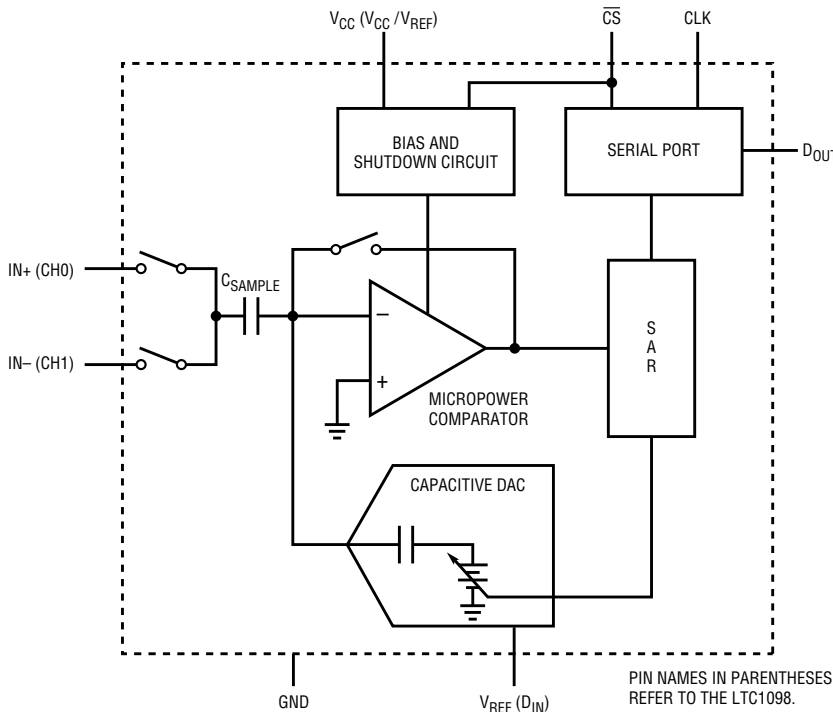 VCC (VCC/VREF)
CS
CLK
BIAS AND
SHUTDOWN CIRCUIT
SERIAL PORT
DOUT
IN+ (CH0)
CSAMPLE
IN– (CH1)
–
+
MICROPOWER
COMPARATOR
S
A
R
CAPACITIVE DAC
GND
VREF (DIN)
PIN NAMES IN PARENTHESES
REFER TO THE LTC1098.